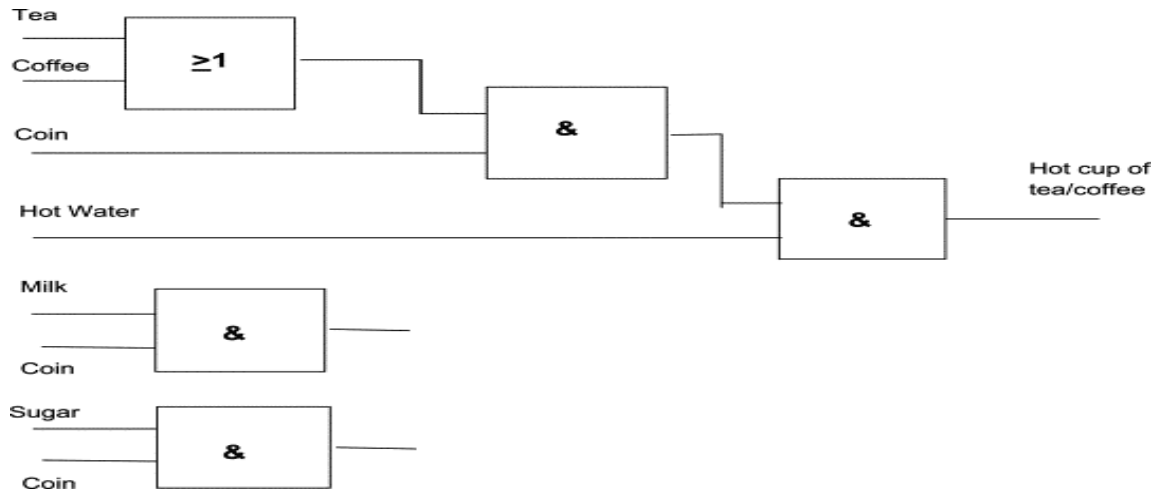 Tea
≥1
Coffee
&
Coin
Hot cup of
tea/coffee
Hot Water
&
Milk
&
Coin
Sugar
&
Coin